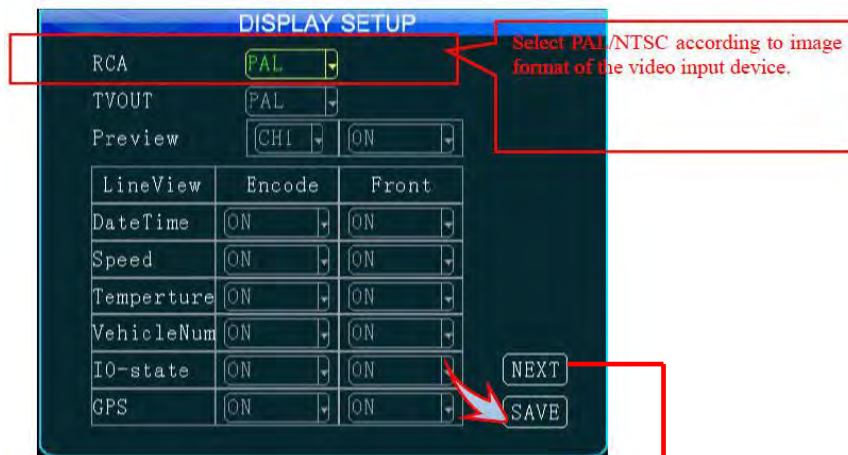 DISPLAY SETUP
RCA PAL
Select PAL/NTSC according to image
format of the video input device.
TVOUT PAL
Preview CH1 ON
LineView Encode Front
DateTime ON ON
Speed ON ON
Temperture ON ON
VehicleNum ON ON
IO-state ON ON
NEXT
GPS ON ON
SAVE